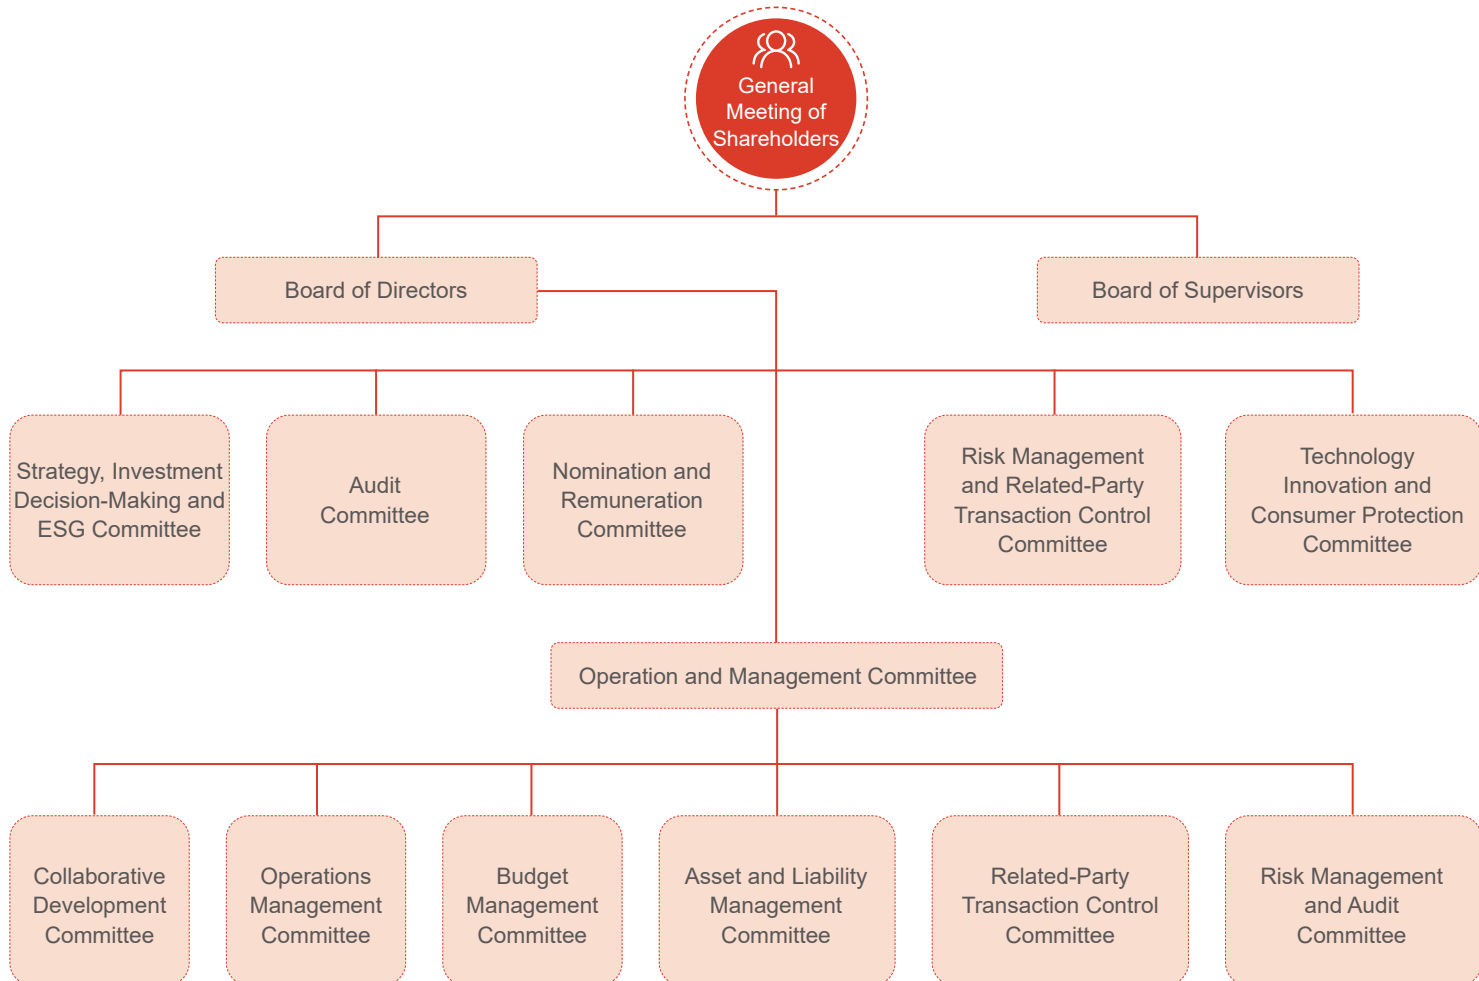 General
Meeting of
Shareholders
Board of Directors
Board of Supervisors
Strategy, Investment
Decision-Making and
ESG Committee
Audit
Committee
Nomination and
Remuneration
Committee
Risk Management
and Related-Party
Transaction Control
Committee
Technology
Innovation and
Consumer Protection
Committee
Operation and Management Committee
Collaborative
Development
Committee
Operations
Management
Committee
Budget
Management
Committee
Asset and Liability
Management
Committee
Related-Party
Transaction Control
Committee
Risk Management
and Audit
Committee